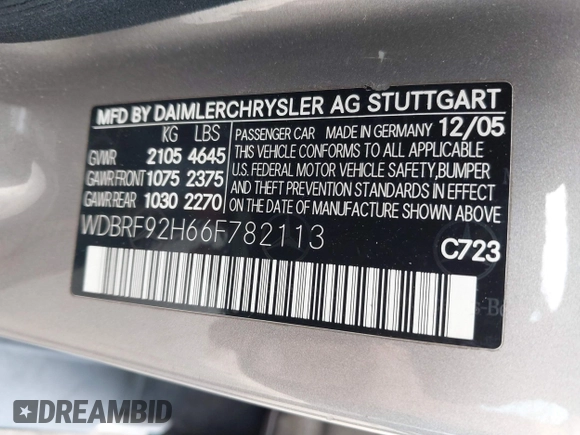 MFD BY DAIMLERCHRYSLER AG STUTTGART
KG LBS
GVWR 2105 4645
GAWR FRONT 1075 2375
GAWR REAR 1030 2270
PASSENGER CAR MADE IN GERMANY 12/05
THIS VEHICLE CONFORMS TO ALL APPLICABLE
U.S. FEDERAL MOTOR VEHICLE SAFETY, BUMPER
AND THEFT PREVENTION STANDARDS IN EFFECT
ON THE DATE OF MANUFACTURE SHOWN ABOVE
WDBRF92H66F782113
C723
DREAMBID